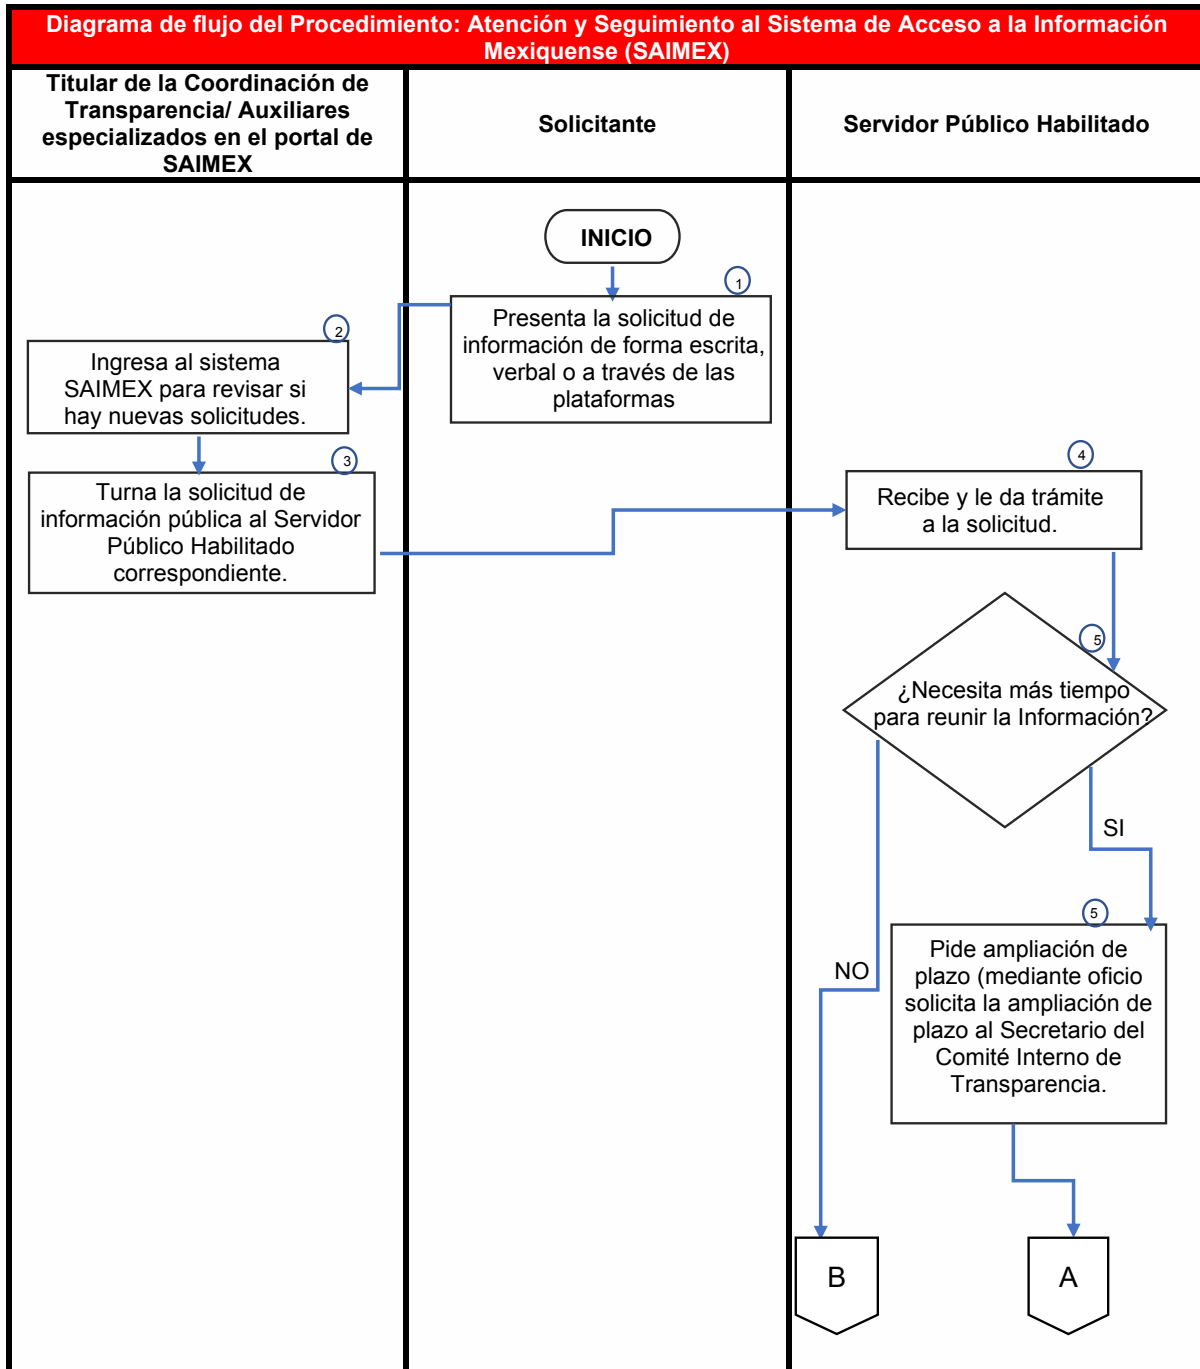 Diagrama de flujo del Procedimiento: Atención y Seguimiento al Sistema de Acceso a la Información
Mexiquense (SAIMEX)
Titular de la Coordinación de
Transparencia/ Auxiliares
especializados en el portal de
SAIMEX
Solicitante
Servidor Público Habilitado
INICIO
1
Presenta la solicitud de
información de forma escrita,
verbal o a través de las
plataformas
2
Ingresa al sistema
SAIMEX para revisar si
hay nuevas solicitudes.
3
Turna la solicitud de
información pública al Servidor
Público Habilitado
correspondiente.
4
Recibe y le da trámite
a la solicitud.
5
¿Necesita más tiempo
para reunir la Información?
SI
NO
5
Pide ampliación de
plazo (mediante oficio
solicita la ampliación de
plazo al Secretario del
Comité Interno de
Transparencia.
B
A